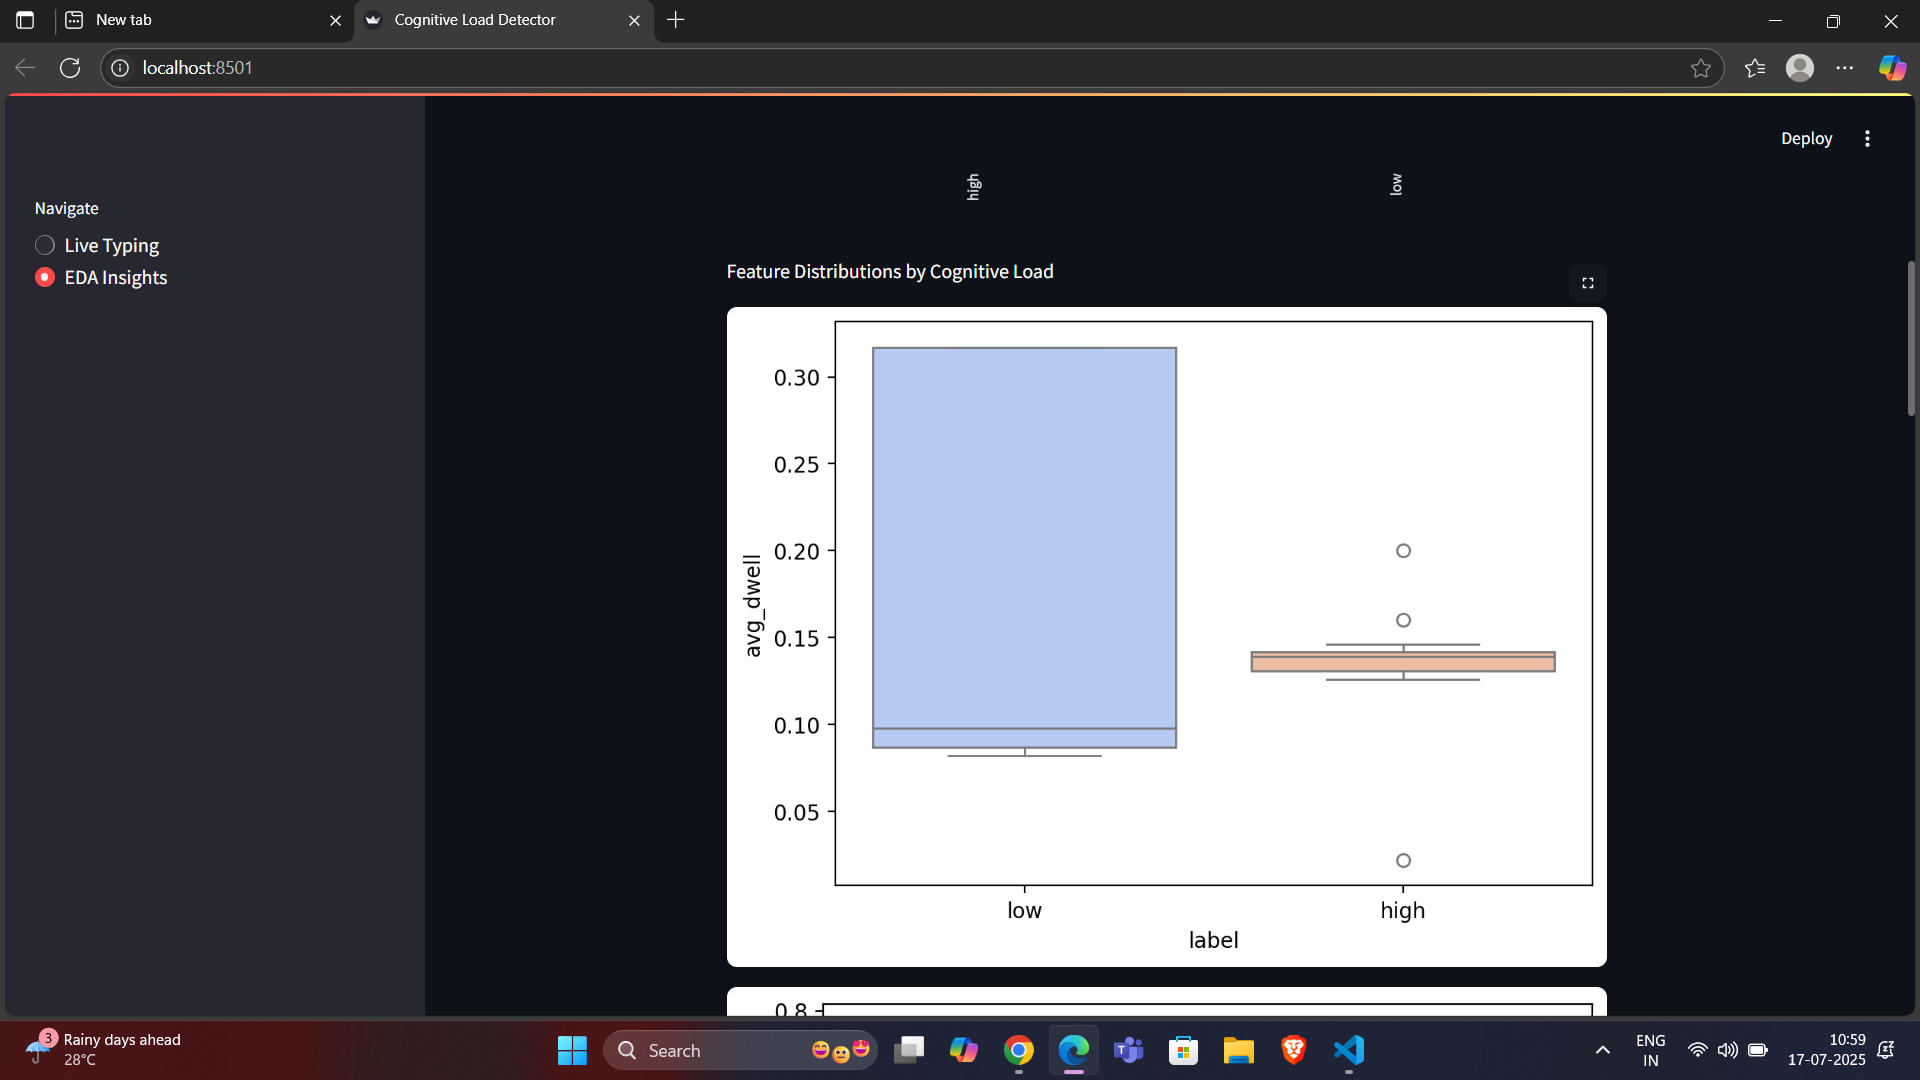 New tab
Cognitive Load Detector
localhost:8501
Deploy
Navigate
Live Typing
EDA Insights
high
low
Feature Distributions by Cognitive Load
0.30
0.25
0.20
0.15
0.10
0.05
avg_dwell
low
high
label
0.8
3
Rainy days ahead
28°C
Search
ENG
IN
10:59
17-07-2025